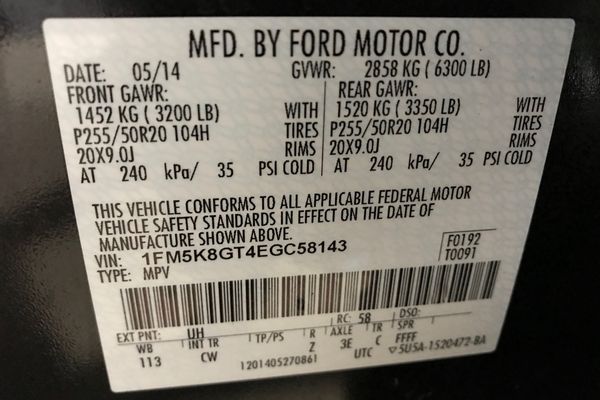 MFD. BY FORD MOTOR CO.
DATE: 05/14 GVWR: 2858 KG ( 6300 LB)
FRONT GAWR: REAR GAWR:
1452 KG ( 3200 LB) WITH 1520 KG ( 3350 LB) WITH
P255/50R20 104H TIRES P255/50R20 104H TIRES
20X9.0J RIMS 20X9.0J RIMS
AT 240 kPa/ 35 PSI COLD AT 240 kPa/ 35 PSI COLD
THIS VEHICLE CONFORMS TO ALL APPLICABLE FEDERAL MOTOR
VEHICLE SAFETY STANDARDS IN EFFECT ON THE DATE OF
MANUFACTURE SHOWN ABOVE.
VIN: 1FM5K8GT4EGC58143 F0192
TYPE: MPV T0091
EXT PNT: UH RC: 58 DSO:
WB INT TR TP/PS R AXLE TR SPR
113 CW Z 3E C FFFF
1201405270861 UTC ▽5U5A-1520472-BA